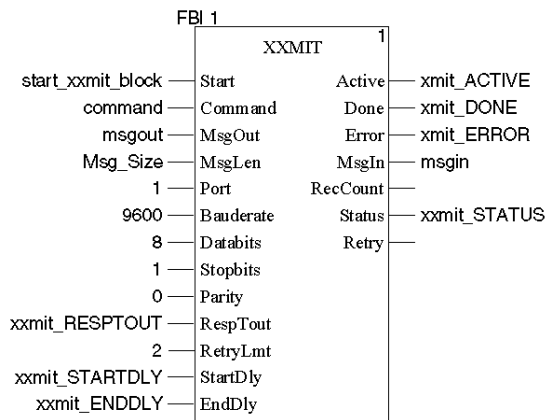 FBI 1
1
XXMIT
start_xxmit_block Start Active xmit_ACTIVE
command Command Done xmit_DONE
msgout MsgOut Error xmit_ERROR
Msg_Size MsgLen MsgIn msgin
1 Port RecCount
9600 Bauderate Status xxmit_STATUS
8 Databits Retry
1 Stopbits
0 Parity
xxmit_RESPTOUT RespTout
2 RetryLmt
xxmit_STARTDLY StartDly
xxmit_ENDDLY EndDly